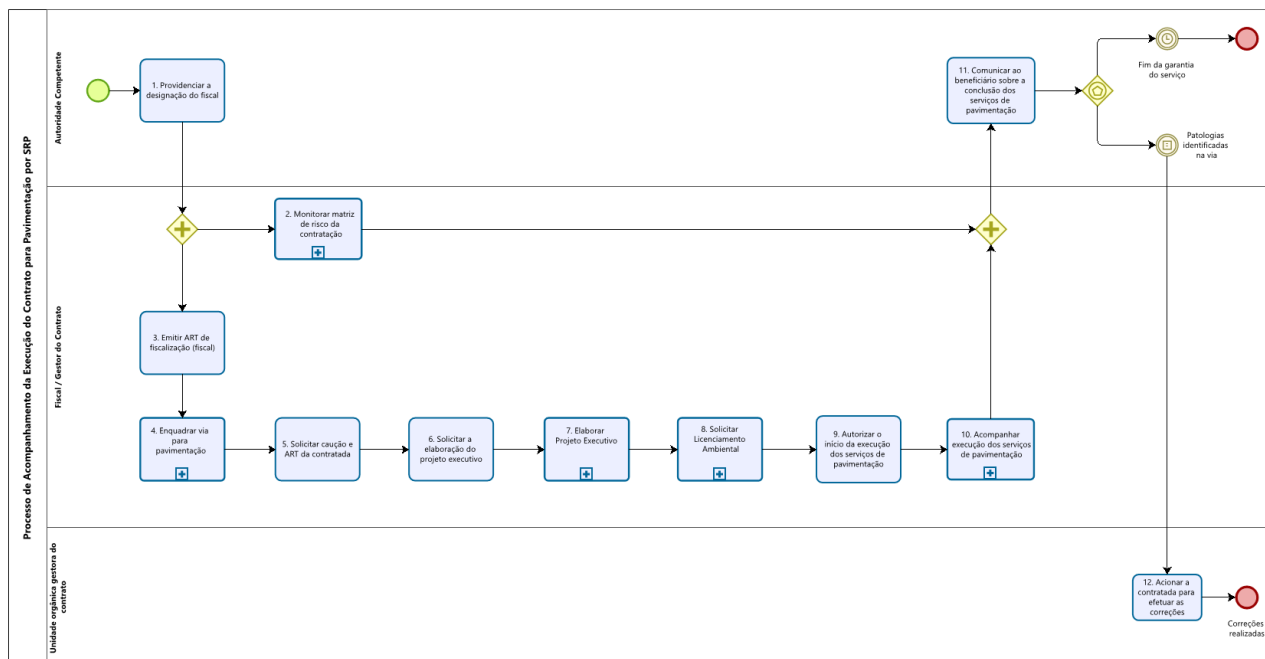 Processo de Acompanhamento da Execução do Contrato para Pavimentação por SRP
Autoridade Competente
1. Providenciar a
designação do fiscal
11. Comunicar ao
beneficiário sobre a
conclusão dos
serviços de
pavimentação
Fim da garantia
do serviço
Patologias
identificadas
na via
Fiscal / Gestor do Contrato
2. Monitorar matriz
de risco da
contratação
3. Emitir ART de
fiscalização (fiscal)
4. Enquadrar via
para
pavimentação
5. Solicitar caução e
ART da contratada
6. Solicitar a
elaboração do
projeto executivo
7. Elaborar
Projeto Executivo
8. Solicitar
Licenciamento
Ambiental
9. Autorizar o
início da execução
dos serviços de
pavimentação
10. Acompanhar
execução dos serviços
de pavimentação
Unidade orgânica gestora do
contrato
12. Acionar a
contratada para
efetuar as
correções
Correções
realizadas